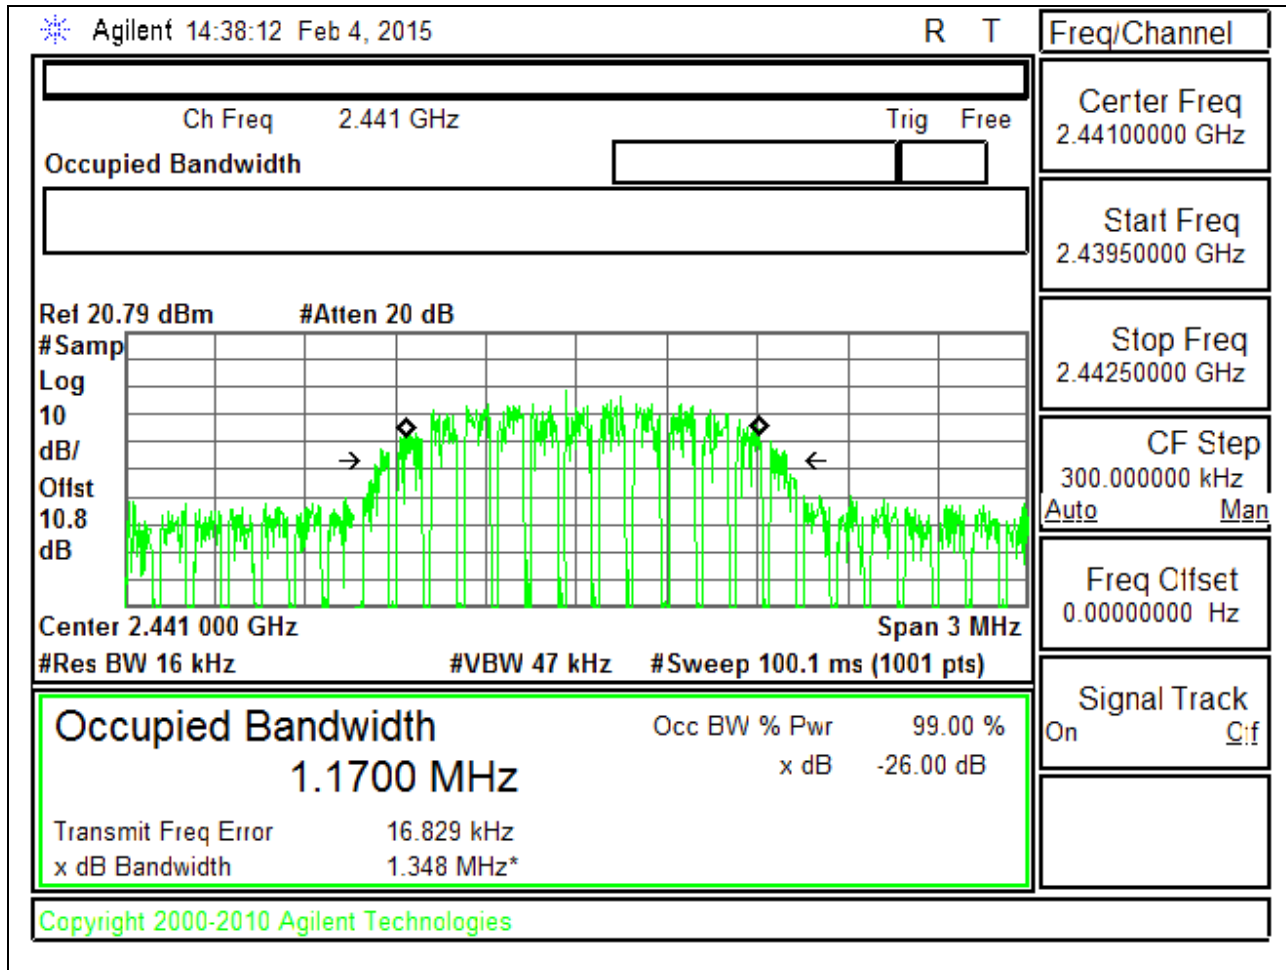 Agilent 14:38:12 Feb 4, 2015 R T
Freq/Channel
Ch Freq 2.441 GHz Trig Free
Occupied Bandwidth
Center Freq
2.44100000 GHz
Start Freq
2.43950000 GHz
Stop Freq
2.44250000 GHz
CF Step
300.000000 kHz
Auto Man
Freq Offset
0.00000000 Hz
Signal Track
On Off
Ref 20.79 dBm #Atten 20 dB
#Samp
Log
10
dB/
Offst
10.8
dB
Center 2.441 000 GHz Span 3 MHz
#Res BW 16 kHz #VBW 47 kHz #Sweep 100.1 ms (1001 pts)
Occupied Bandwidth
1.1700 MHz
Occ BW % Pwr 99.00 %
x dB -26.00 dB
Transmit Freq Error 16.829 kHz
x dB Bandwidth 1.348 MHz*
Copyright 2000-2010 Agilent Technologies